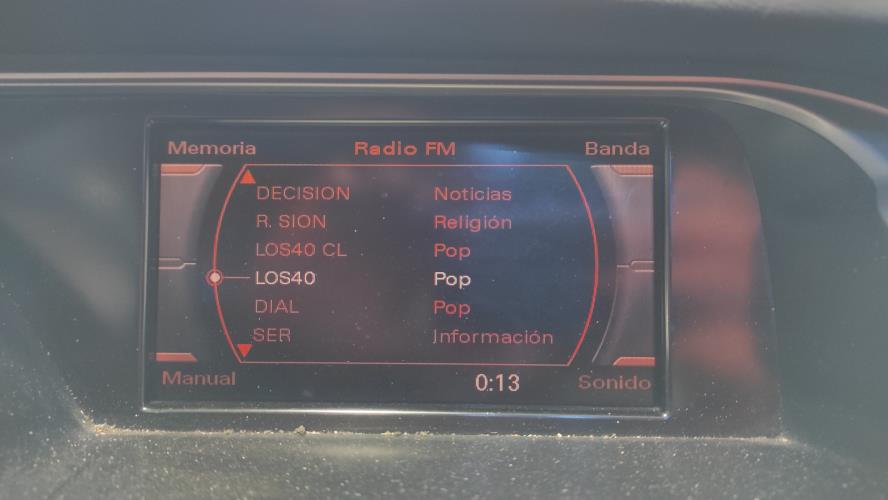 Memoria Radio FM Banda
DECISION Noticias
R. SION Religión
LOS40 CL Pop
LOS40 Pop
DIAL Pop
SER Información
Manual 0:13 Sonido